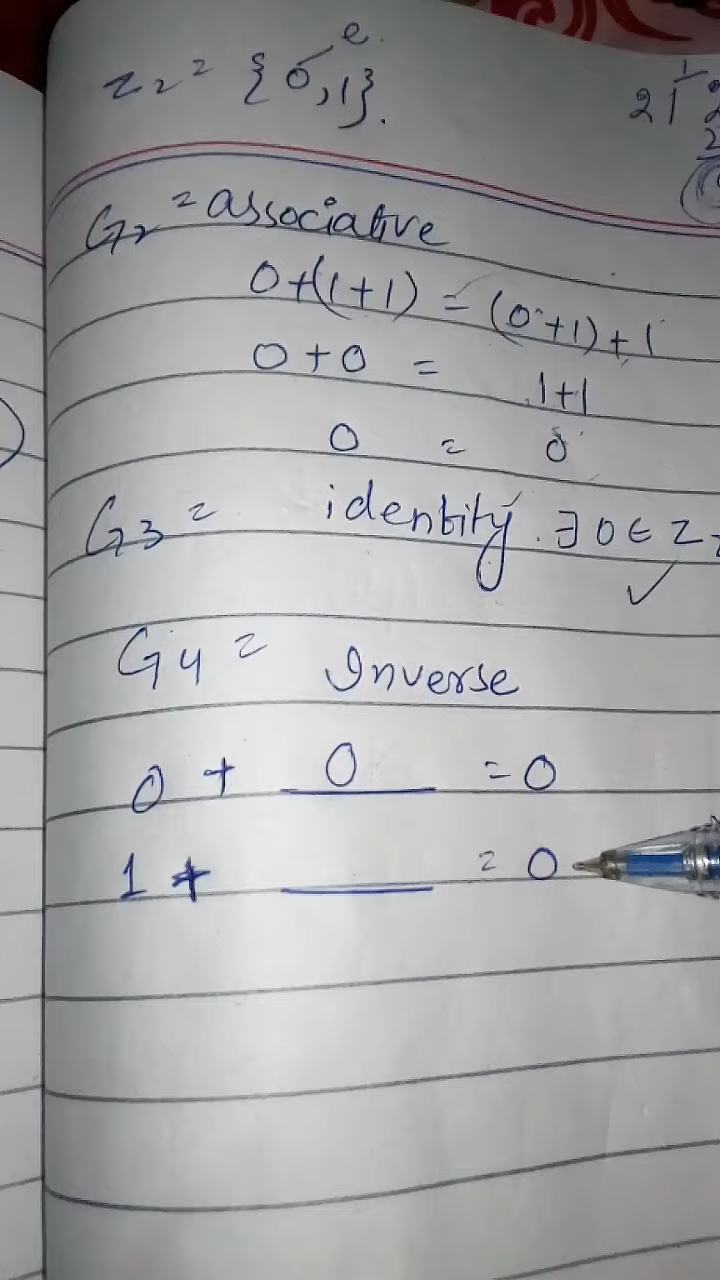 e.
z₂ = {0,1}.
G₂ = associative
0+(1+1) = (0+1)+1
0+0 = 1+1
0 = 0
G3 = identity. ∃ 0 ∈ Z₂
✓
G4 = Inverse
0 + 0 = 0
1 + ____ = 0